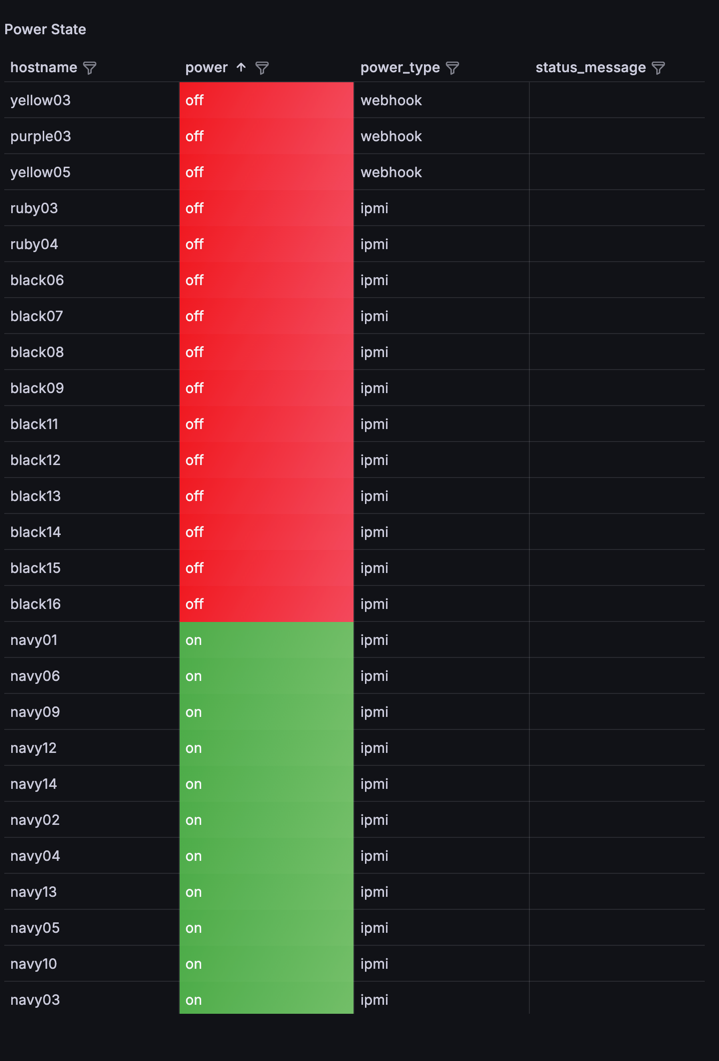 Power State
hostname power ↑ power_type status_message
yellow03 off webhook
purple03 off webhook
yellow05 off webhook
ruby03 off ipmi
ruby04 off ipmi
black06 off ipmi
black07 off ipmi
black08 off ipmi
black09 off ipmi
black11 off ipmi
black12 off ipmi
black13 off ipmi
black14 off ipmi
black15 off ipmi
black16 off ipmi
navy01 on ipmi
navy06 on ipmi
navy09 on ipmi
navy12 on ipmi
navy14 on ipmi
navy02 on ipmi
navy04 on ipmi
navy13 on ipmi
navy05 on ipmi
navy10 on ipmi
navy03 on ipmi